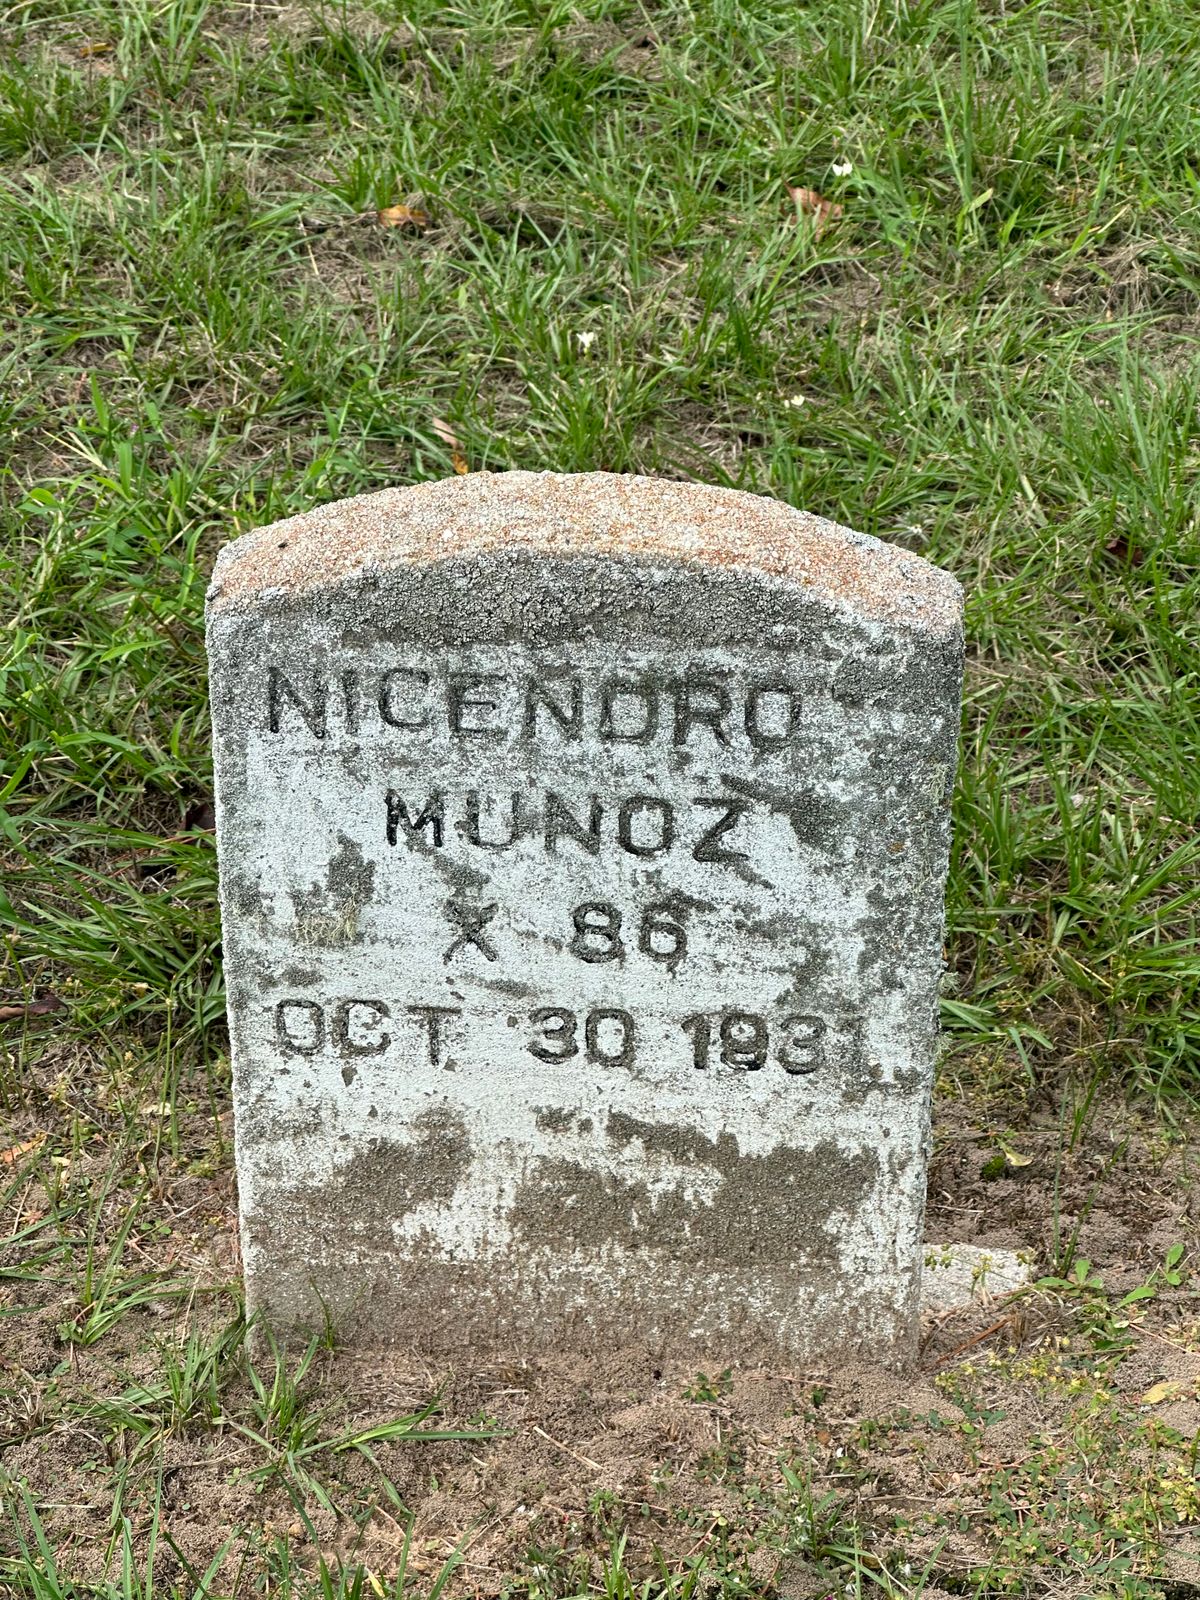 NICENDRO
MUNOZ
X 86
OCT 30 1931